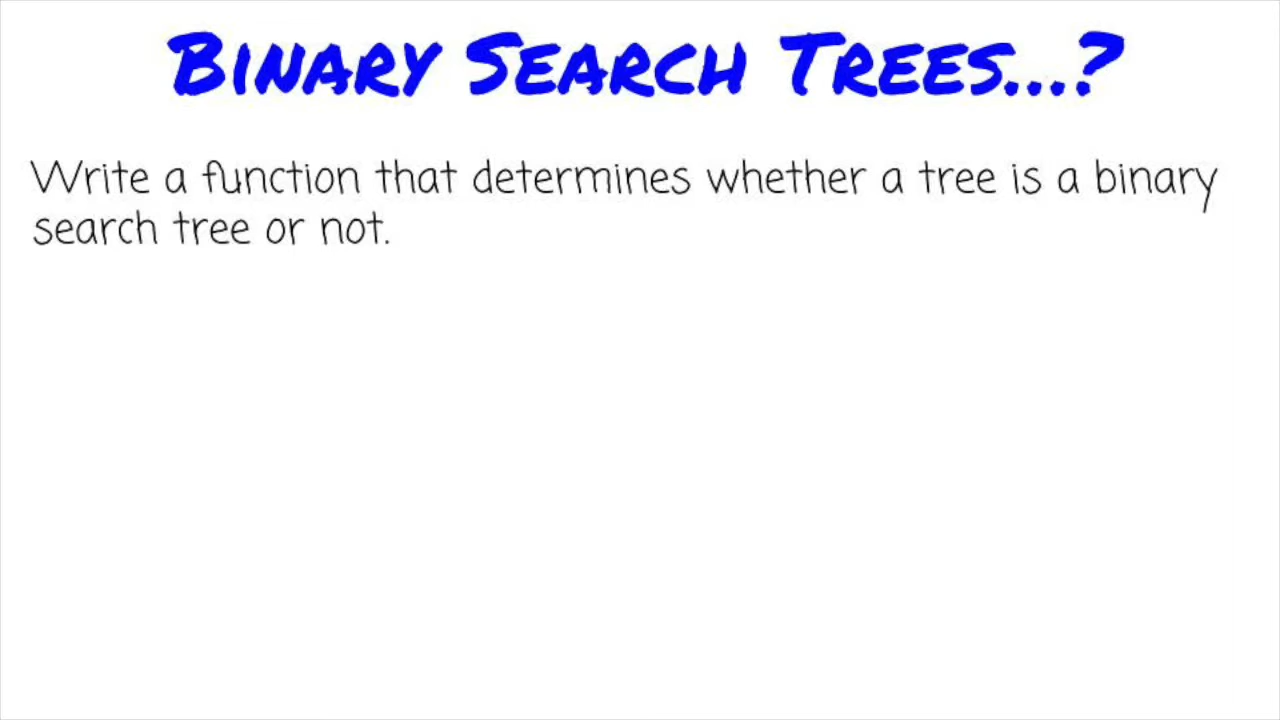 Binary Search Trees...?
Write a function that determines whether a tree is a binary
search tree or not.